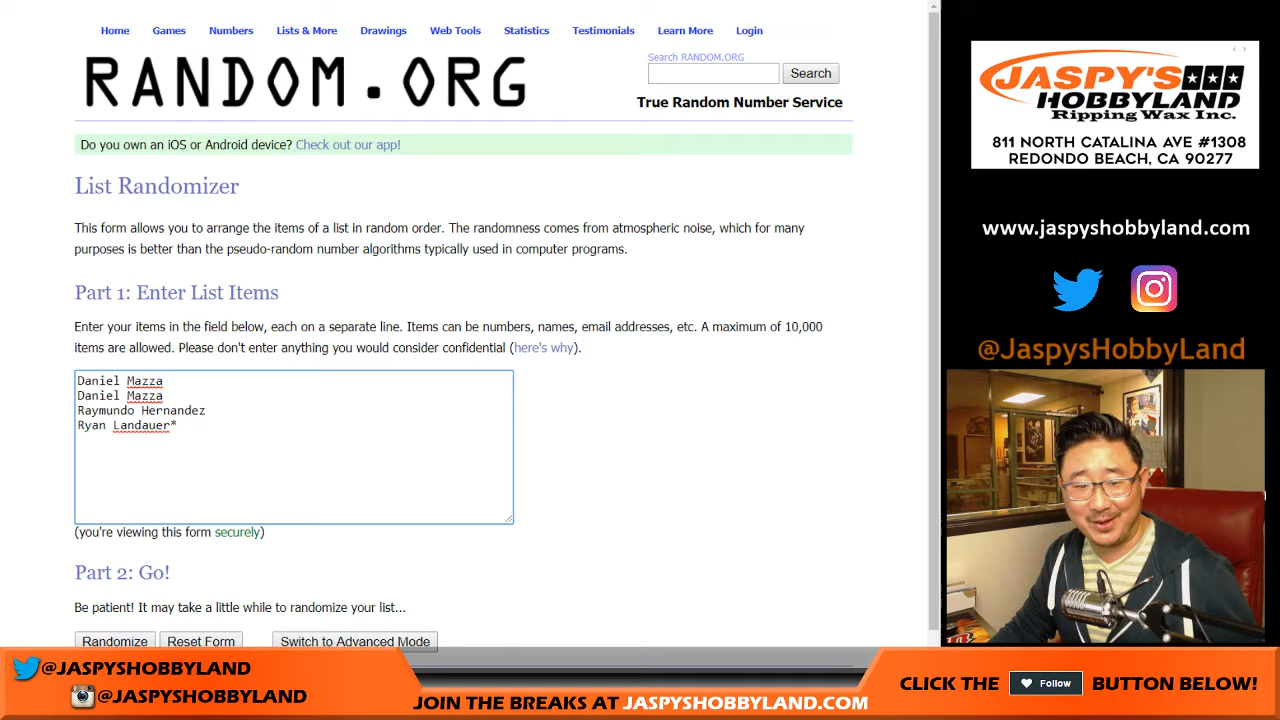 Home Games Numbers Lists & More Drawings Web Tools Statistics Testimonials Learn More Login
RANDOM.ORG
Search RANDOM.ORG
Search
True Random Number Service
Do you own an iOS or Android device? Check out our app!
List Randomizer
This form allows you to arrange the items of a list in random order. The randomness comes from atmospheric noise, which for many
purposes is better than the pseudo-random number algorithms typically used in computer programs.
Part 1: Enter List Items
Enter your items in the field below, each on a separate line. Items can be numbers, names, email addresses, etc. A maximum of 10,000
items are allowed. Please don't enter anything you would consider confidential (here's why).
Daniel Mazza
Daniel Mazza
Raymundo Hernandez
Ryan Landauer*
(you're viewing this form securely)
Part 2: Go!
Be patient! It may take a little while to randomize your list...
Randomize Reset Form Switch to Advanced Mode
JASPY'S
HOBBYLAND
Ripping Wax Inc.
811 NORTH CATALINA AVE #1308
REDONDO BEACH, CA 90277
www.jaspyshobbyland.com
@JaspysHobbyLand
@JASPYSHOBBYLAND
@JASPYSHOBBYLAND
JOIN THE BREAKS AT JASPYSHOBBYLAND.COM
CLICK THE Follow BUTTON BELOW!